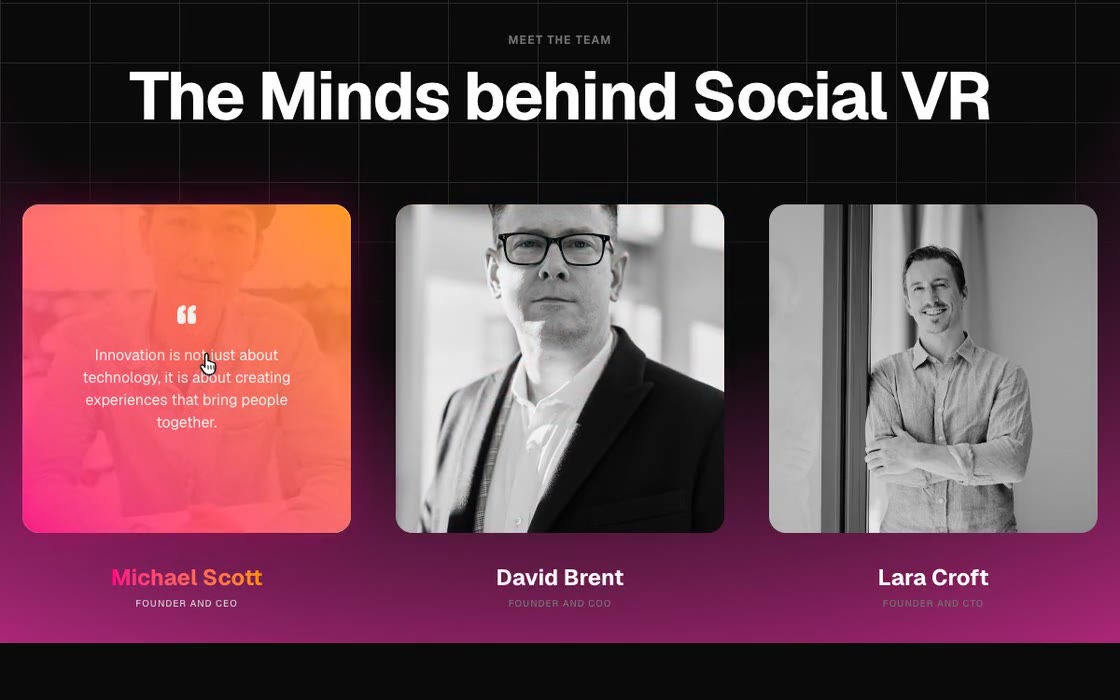 MEET THE TEAM
The Minds behind Social VR
“
Innovation is not just about
technology, it is about creating
experiences that bring people
together.
Michael Scott
FOUNDER AND CEO
David Brent
FOUNDER AND COO
Lara Croft
FOUNDER AND CTO